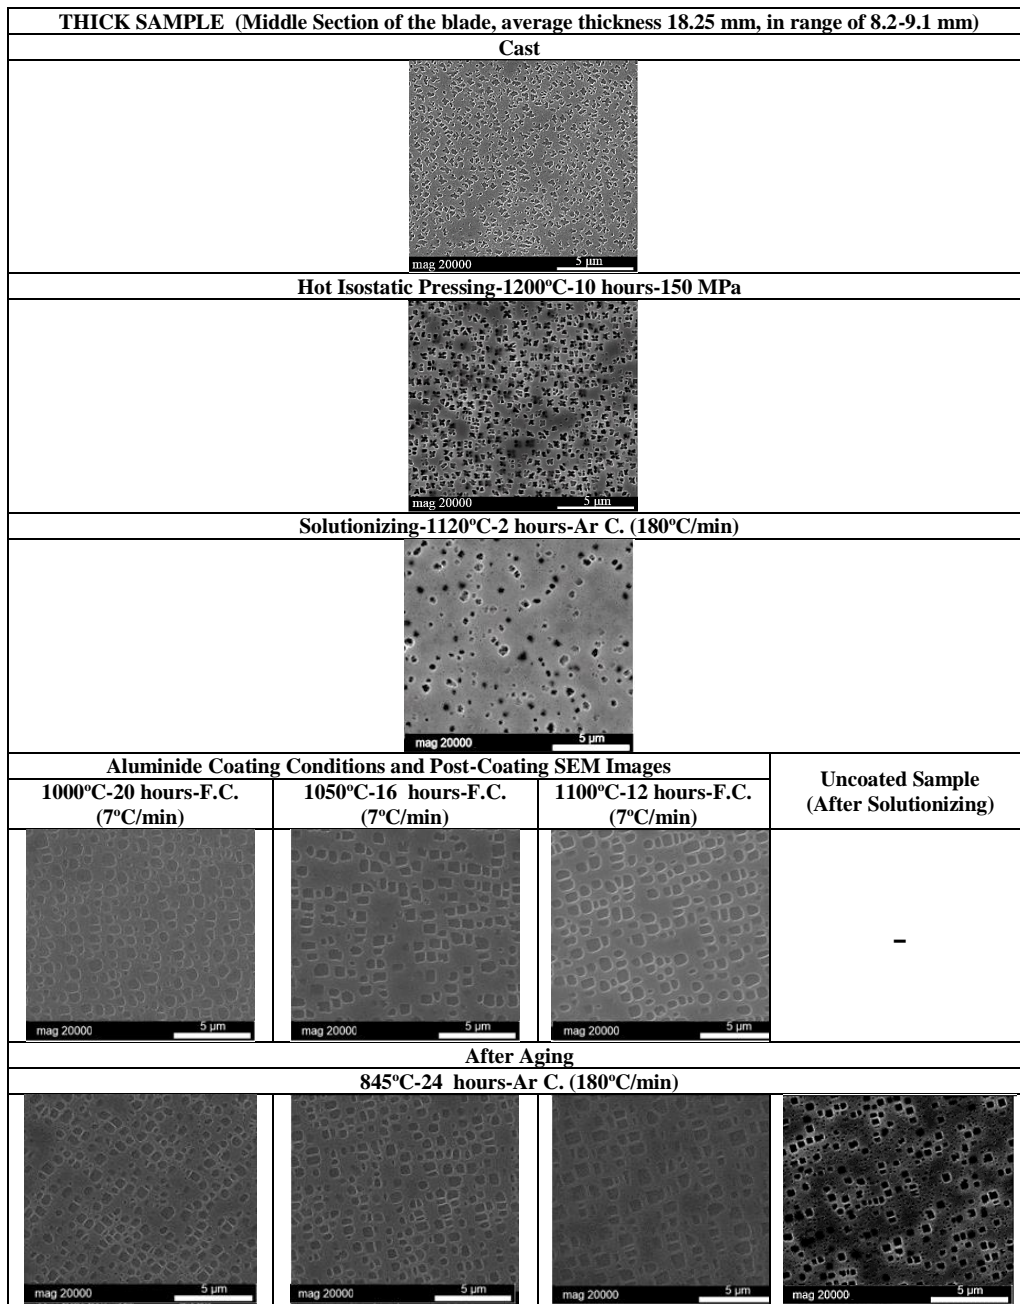 THICK SAMPLE (Middle Section of the blade, average thickness 18.25 mm, in range of 8.2-9.1 mm)
Cast
mag 20000 5 µm
Hot Isostatic Pressing-1200ºC-10 hours-150 MPa
mag 20000 5 µm
Solutionizing-1120ºC-2 hours-Ar C. (180ºC/min)
mag 20000 5 µm
Aluminide Coating Conditions and Post-Coating SEM Images
Uncoated Sample
(After Solutionizing)
1000ºC-20 hours-F.C.
(7ºC/min)
1050ºC-16 hours-F.C.
(7ºC/min)
1100ºC-12 hours-F.C.
(7ºC/min)
mag 20000 5 µm
mag 20000 5 µm
mag 20000 5 µm
–
After Aging
845ºC-24 hours-Ar C. (180ºC/min)
mag 20000 5 µm
mag 20000 5 µm
mag 20000 5 µm
mag 20000 5 µm